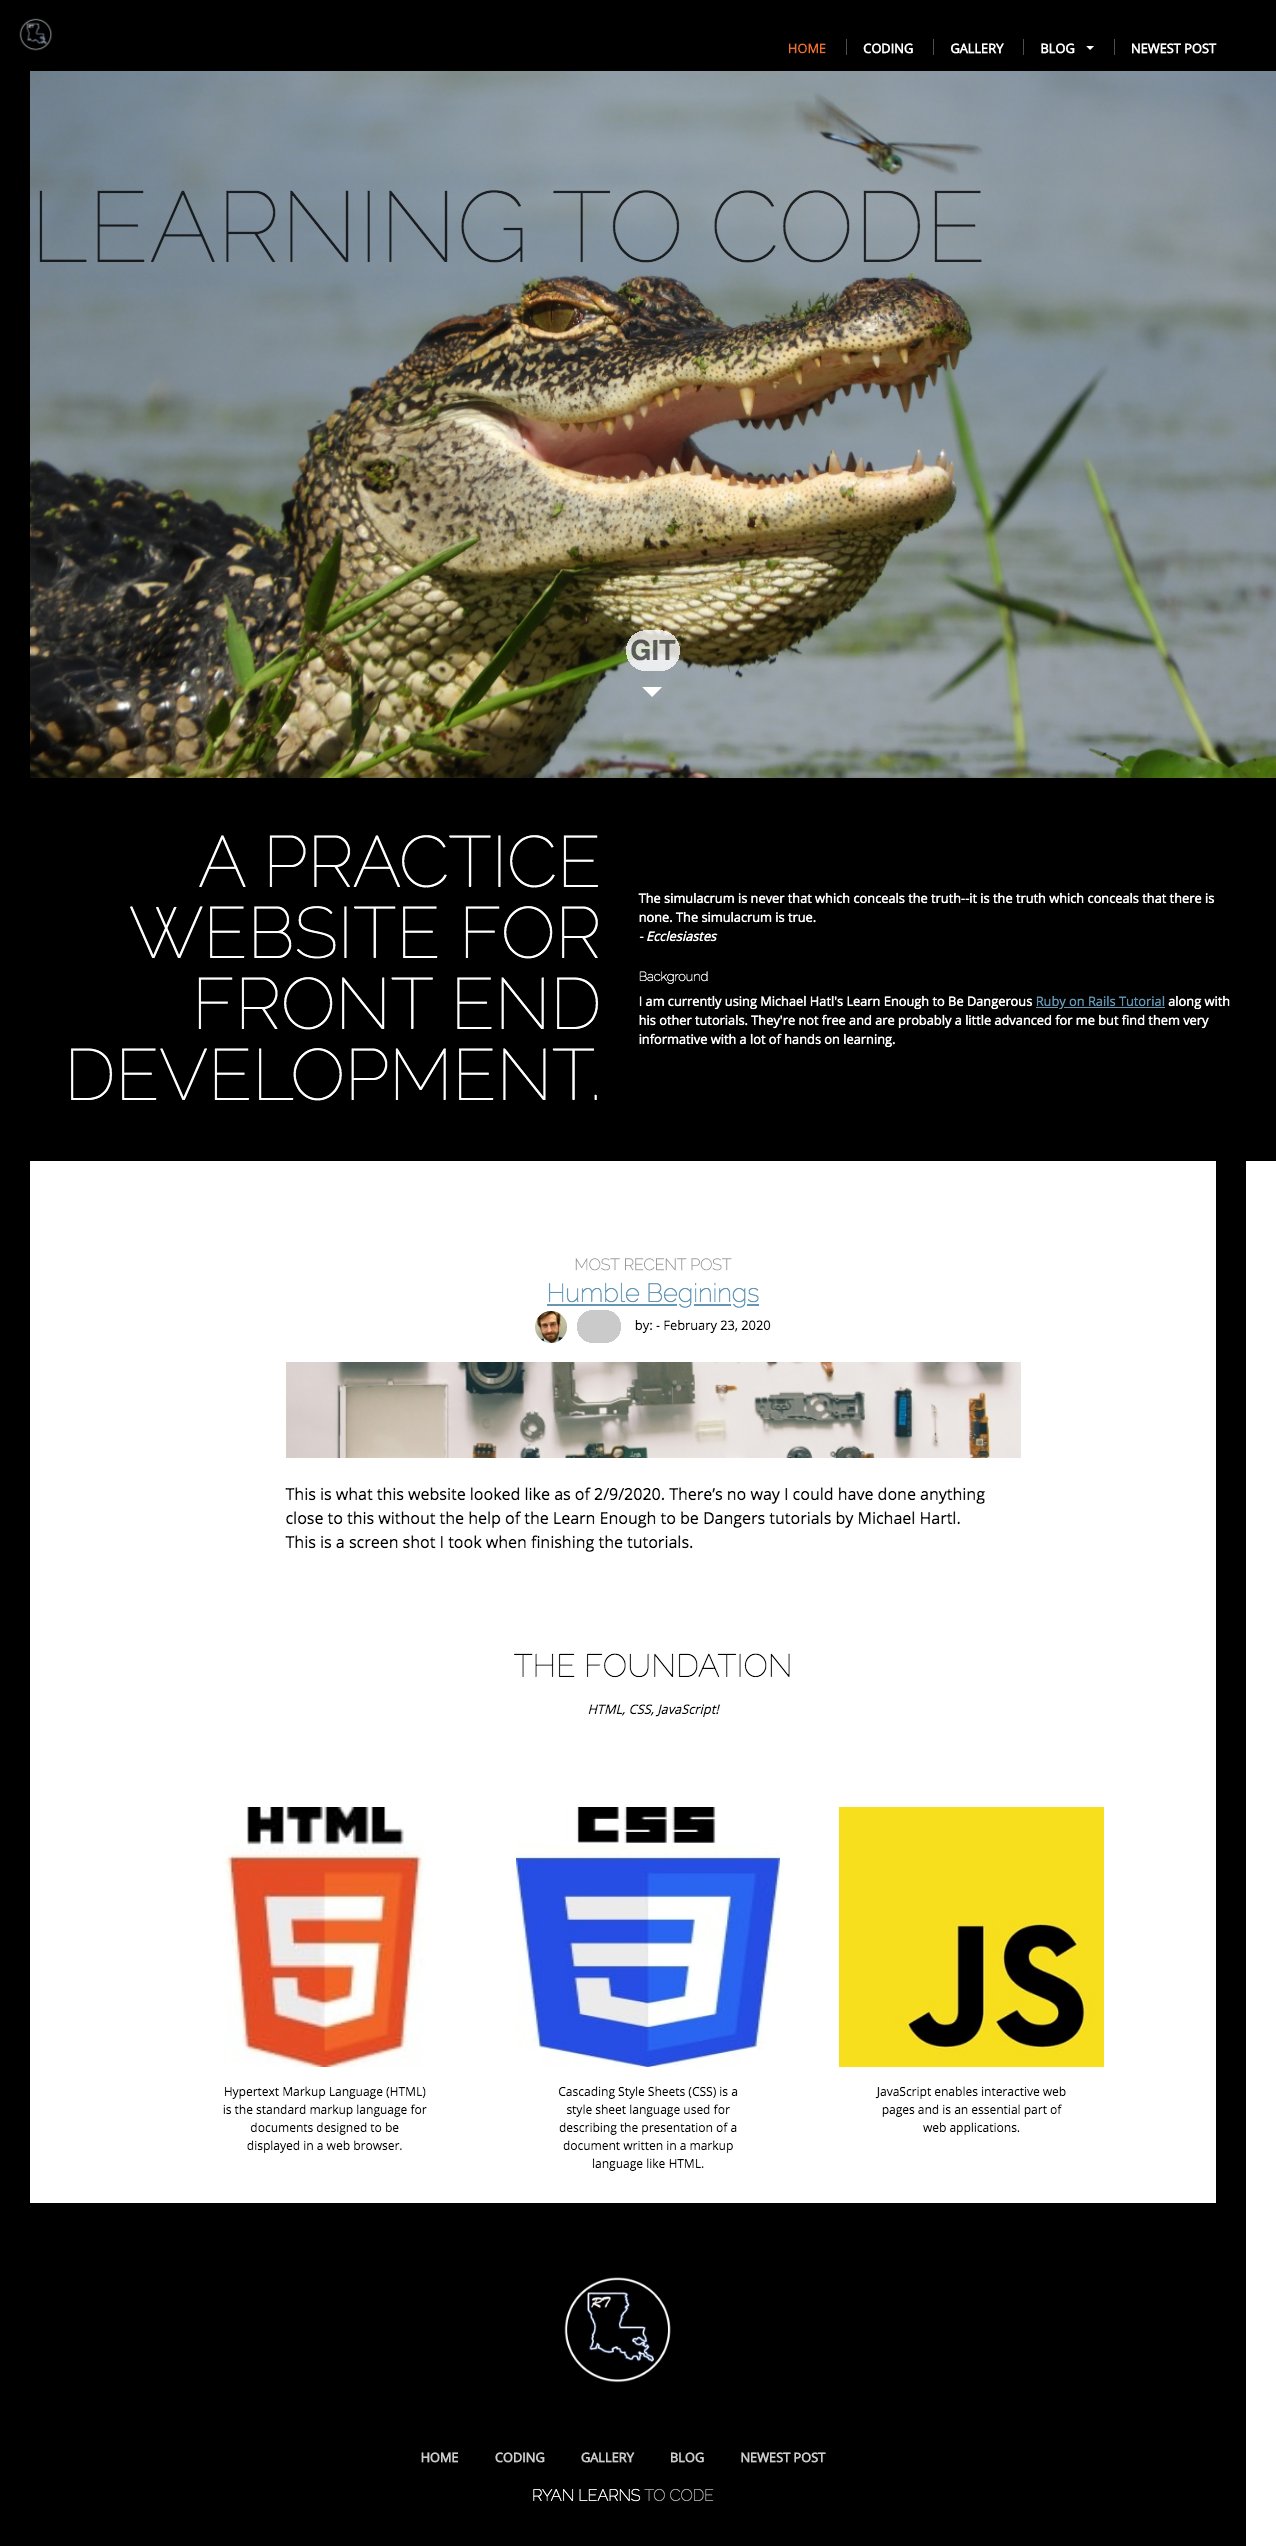 HOME
CODING
GALLERY
BLOG
NEWEST POST
LEARNING TO CODE
GIT
A PRACTICE
WEBSITE FOR
FRONT END
DEVELOPMENT.
The simulacrum is never that which conceals the truth--it is the truth which conceals that there is
none. The simulacrum is true.
- Ecclesiastes
Background
I am currently using Michael Hatl's Learn Enough to Be Dangerous Ruby on Rails Tutorial along with
his other tutorials. They're not free and are probably a little advanced for me but find them very
informative with a lot of hands on learning.
MOST RECENT POST
Humble Beginings
by: - February 23, 2020
This is what this website looked like as of 2/9/2020. There’s no way I could have done anything
close to this without the help of the Learn Enough to be Dangers tutorials by Michael Hartl.
This is a screen shot I took when finishing the tutorials.
THE FOUNDATION
HTML, CSS, JavaScript!
HTML
5
Hypertext Markup Language (HTML)
is the standard markup language for
documents designed to be
displayed in a web browser.
CSS
3
Cascading Style Sheets (CSS) is a
style sheet language used for
describing the presentation of a
document written in a markup
language like HTML.
JS
JavaScript enables interactive web
pages and is an essential part of
web applications.
RT
HOME
CODING
GALLERY
BLOG
NEWEST POST
RYAN LEARNS TO CODE